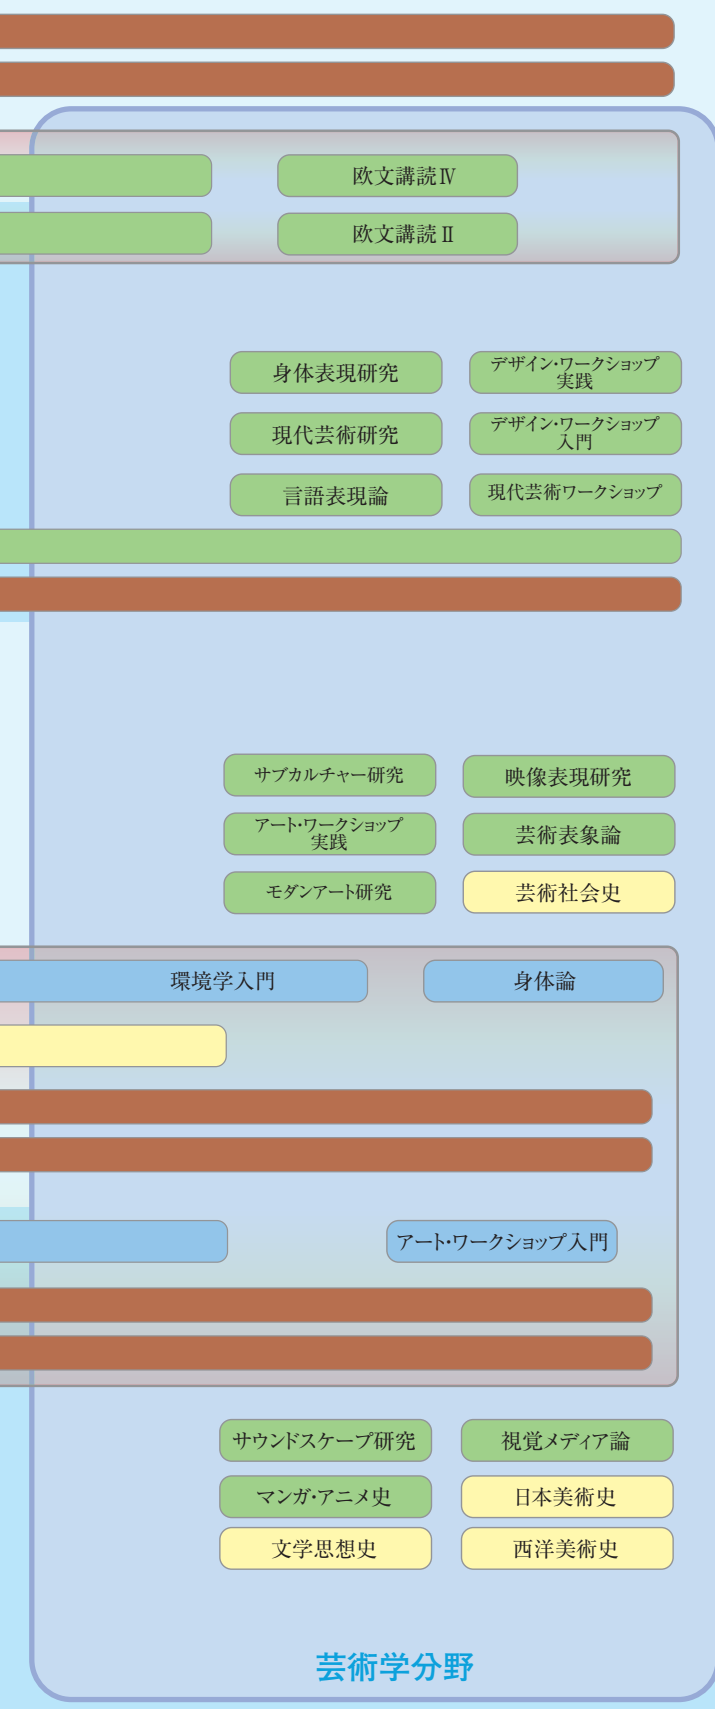 欧文講読Ⅳ
欧文講読Ⅱ
身体表現研究
デザイン・ワークショップ
実践
現代芸術研究
デザイン・ワークショップ
入門
言語表現論
現代芸術ワークショップ
サブカルチャー研究
映像表現研究
アート・ワークショップ
実践
芸術表象論
モダンアート研究
芸術社会史
環境学入門
身体論
アート・ワークショップ入門
サウンドスケープ研究
視覚メディア論
マンガ・アニメ史
日本美術史
文学思想史
西洋美術史
芸術学分野